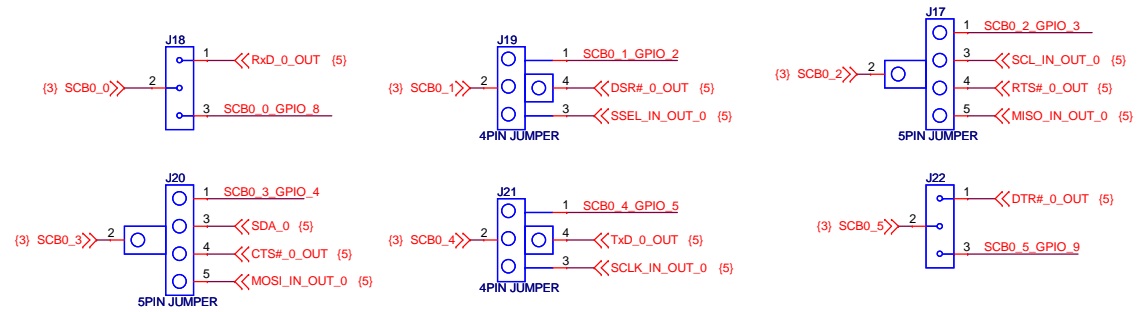 J18
1 RxD_0_OUT {5}
{3} SCB0_0 2
3 SCB0_0_GPIO_8
J19
1 SCB0_1_GPIO_2
{3} SCB0_1 2 4 DSR#_0_OUT {5}
3 SSEL_IN_OUT_0 {5}
4PIN JUMPER
J17
1 SCB0_2_GPIO_3
3 SCL_IN_OUT {5}
{3} SCB0_2 2
4 RTS#_0_OUT {5}
5 MISO_IN_OUT_0 {5}
5PIN JUMPER
J20
1 SCB0_3_GPIO_4
3 SDA_0 {5}
{3} SCB0_3 2
4 CTS#_0_OUT {5}
5 MOSI_IN_OUT_0 {5}
5PIN JUMPER
J21
1 SCB0_4_GPIO_5
{3} SCB0_4 2 4 TxD_0_OUT {5}
3 SCLK_IN_OUT_0 {5}
4PIN JUMPER
J22
1 DTR#_0_OUT {5}
{3} SCB0_5 2
3 SCB0_5_GPIO_9